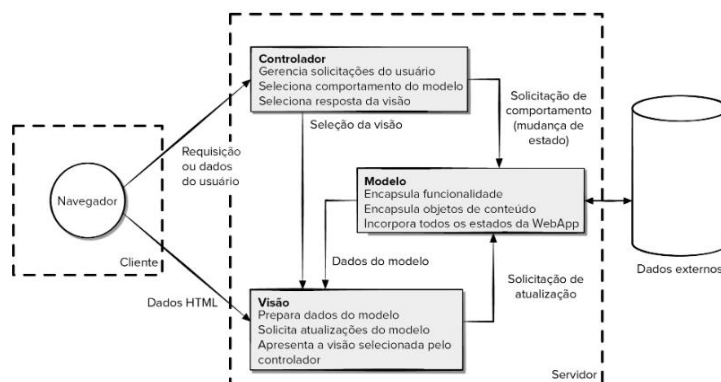 Controlador
Gerencia solicitações do usuário
Seleciona comportamento do modelo
Seleciona resposta da visão
Solicitação de
comportamento
(mudança de
estado)
Seleção da visão
Requisição
ou dados
do usuário
Navegador
Cliente
Modelo
Encapsula funcionalidade
Encapsula objetos de conteúdo
Incorpora todos os estados da WebApp
Dados externos
Dados do modelo
Solicitação
de atualização
Dados HTML
Visão
Prepara dados do modelo
Solicita atualizações do modelo
Apresenta a visão selecionada pelo
controlador
Servidor